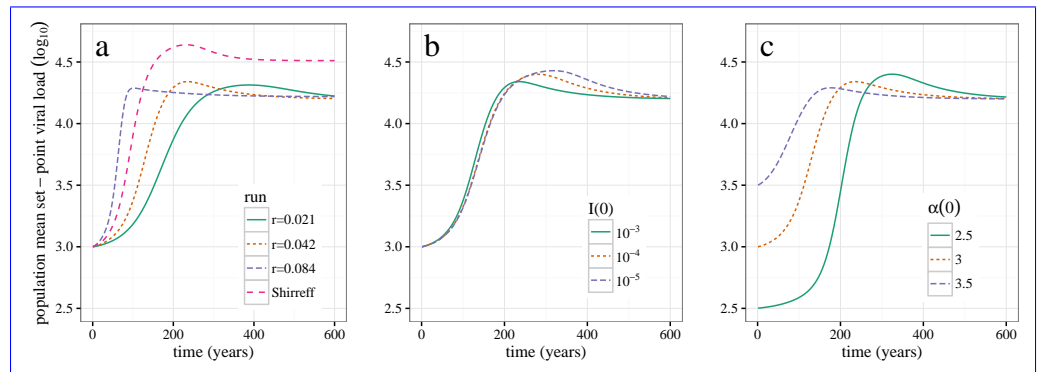 population mean set−point viral load (log10)
a
4.5
4.0
3.5
3.0
2.5
run
r=0.021
r=0.042
r=0.084
Shirreff
0 200 400 600
time (years)
b
4.5
4.0
3.5
3.0
2.5
I(0)
10⁻³
10⁻⁴
10⁻⁵
0 200 400 600
time (years)
c
4.5
4.0
3.5
3.0
2.5
α(0)
2.5
3
3.5
0 200 400 600
time (years)